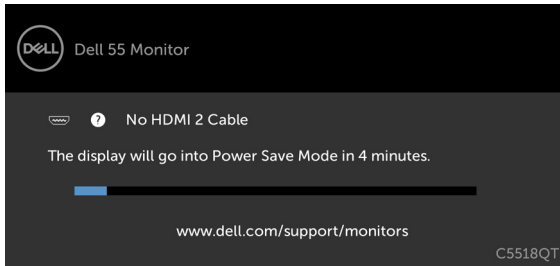 DELL
Dell 55 Monitor
? No HDMI 2 Cable
The display will go into Power Save Mode in 4 minutes.
www.dell.com/support/monitors
C5518QT